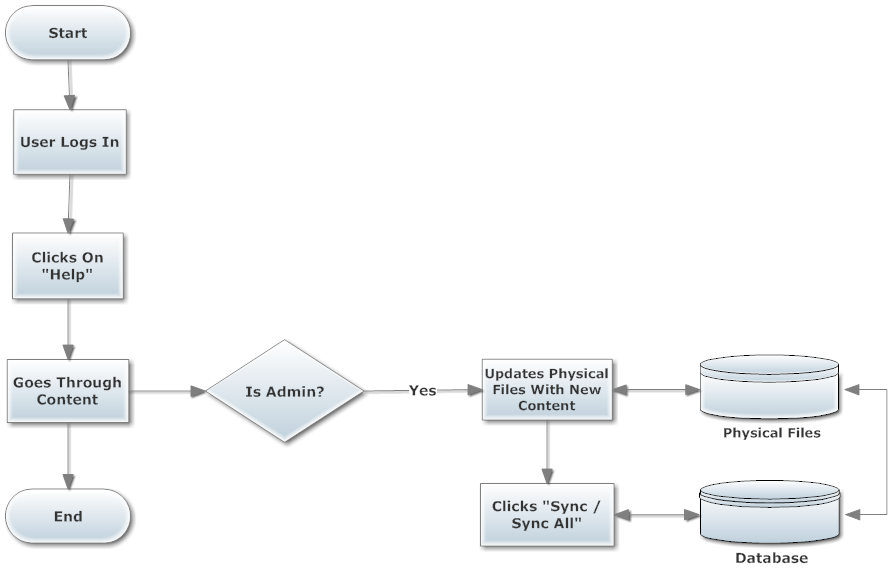 Start
User Logs In
Clicks On
"Help"
Goes Through
Content
Is Admin?
Yes
Updates Physical
Files With New
Content
Physical Files
End
Clicks "Sync /
Sync All"
Database